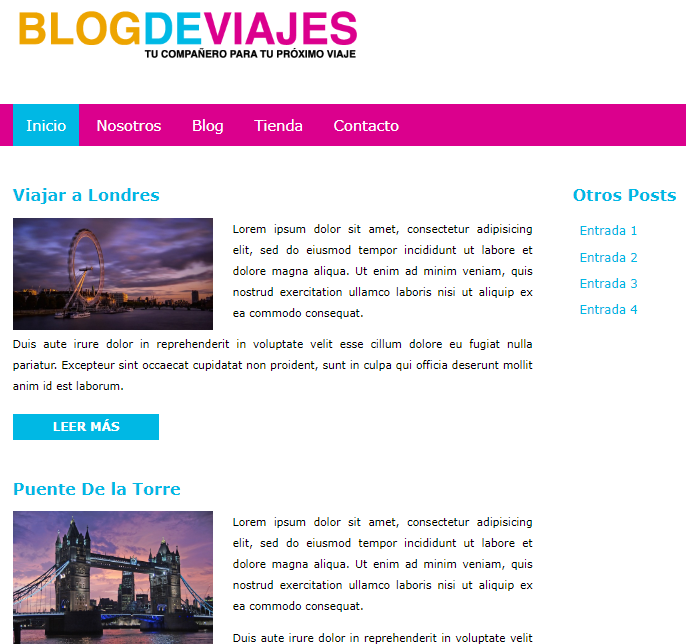 BLOGDEVIAJES
TU COMPAÑERO PARA TU PRÓXIMO VIAJE
Inicio Nosotros Blog Tienda Contacto
Viajar a Londres
Lorem ipsum dolor sit amet, consectetur adipisicing
elit, sed do eiusmod tempor incididunt ut labore et
dolore magna aliqua. Ut enim ad minim veniam, quis
nostrud exercitation ullamco laboris nisi ut aliquip ex
ea commodo consequat.
Duis aute irure dolor in reprehenderit in voluptate velit esse cillum dolore eu fugiat nulla
pariatur. Excepteur sint occaecat cupidatat non proident, sunt in culpa qui officia deserunt mollit
anim id est laborum.
LEER MÁS
Puente De la Torre
Lorem ipsum dolor sit amet, consectetur adipisicing
elit, sed do eiusmod tempor incididunt ut labore et
dolore magna aliqua. Ut enim ad minim veniam, quis
nostrud exercitation ullamco laboris nisi ut aliquip ex
ea commodo consequat.
Duis aute irure dolor in reprehenderit in voluptate velit
Otros Posts
Entrada 1
Entrada 2
Entrada 3
Entrada 4